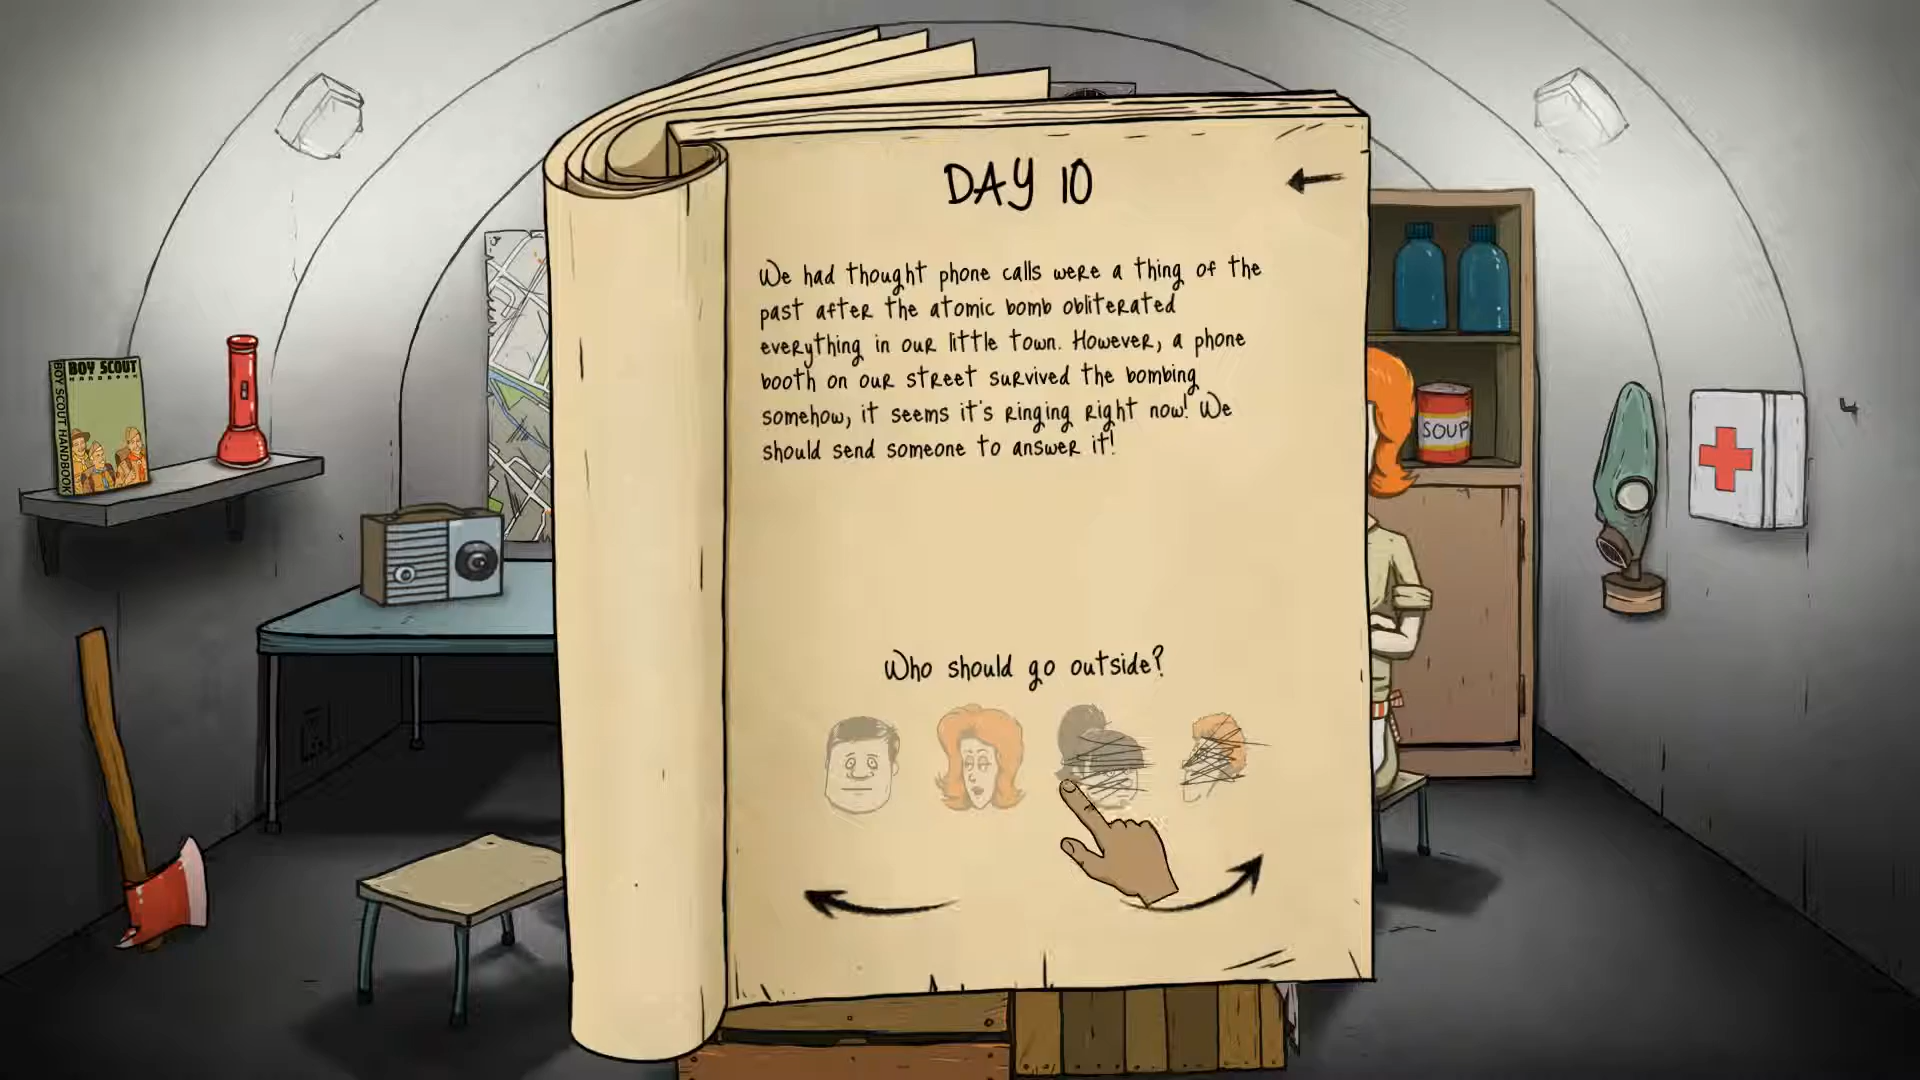 DAY 10
We had thought phone calls were a thing of the
past after the atomic bomb obliterated
everything in our little town. However, a phone
booth on our street survived the bombing
somehow, it seems it's ringing right now! We
should send someone to answer it!
Who should go outside?
BOY SCOUT
HANDBOOK
BOY SCOUT HANDBOOK
SOUP